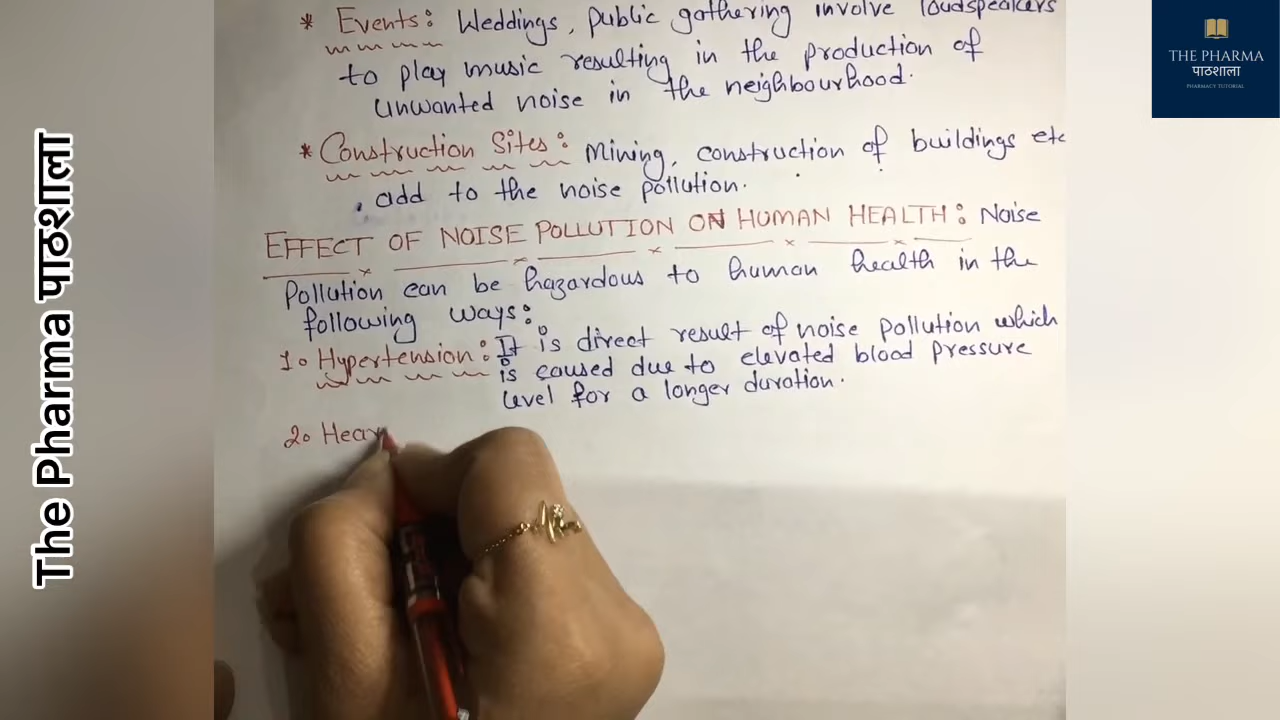 * Events: Weddings, public gathering involve loudspeakers
to play music resulting in the production of
unwanted noise in the neighbourhood.
* Construction Sites: Mining, construction of buildings etc
add to the noise pollution.
EFFECT OF NOISE POLLUTION ON HUMAN HEALTH: Noise
Pollution can be hazardous to human health in the
following ways:
1. Hypertension: It is direct result of noise pollution which
is caused due to elevated blood pressure
level for a longer duration.
2. Hear
The Pharma पाठशाला
THE PHARMA
पाठशाला
PHARMACY TUTORIAL